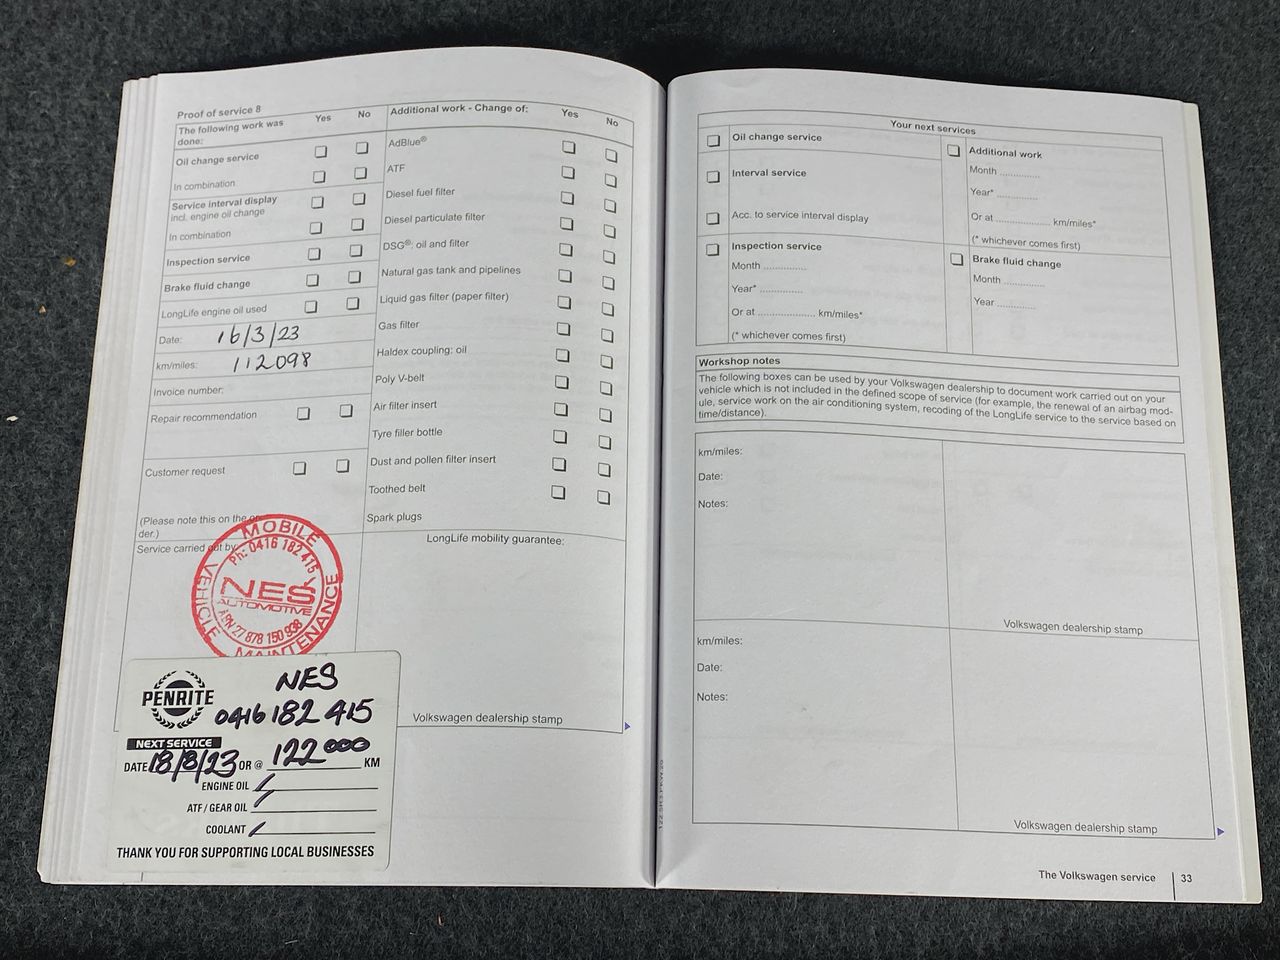 Proof of service 8
The following work was done: Yes No
Oil change service
In combination
Service interval display
incl. engine oil change
In combination
Inspection service
Brake fluid change
LongLife engine oil used
Date: 16/3/23
km/miles: 112098
Invoice number:
Repair recommendation
Customer request
(Please note this on the or
der.)
Service carried out by:
MOBILE
VEHICLE
MAINTENANCE
Ph: 0416 182 415
NES
AUTOMOTIVE
ABN 27 878 150 938
PENRITE
NES
0416 182 415
NEXT SERVICE
DATE 18/8/23 OR @ 122000 KM
ENGINE OIL
ATF / GEAR OIL
COOLANT
THANK YOU FOR SUPPORTING LOCAL BUSINESSES
Additional work - Change of: Yes No
AdBlue®
ATF
Diesel fuel filter
Diesel particulate filter
DSG®: oil and filter
Natural gas tank and pipelines
Liquid gas filter (paper filter)
Gas filter
Haldex coupling: oil
Poly V-belt
Air filter insert
Tyre filler bottle
Dust and pollen filter insert
Toothed belt
Spark plugs
LongLife mobility guarantee:
Volkswagen dealership stamp
Your next services
Oil change service
Interval service
Acc. to service interval display
Inspection service
Month ..............
Year* ..............
Or at ................... km/miles*
(* whichever comes first)
Additional work
Month .............
Year* .............
Or at .................. km/miles*
(* whichever comes first)
Brake fluid change
Month .............
Year .............
Workshop notes
The following boxes can be used by your Volkswagen dealership to document work carried out on your
vehicle which is not included in the defined scope of service (for example, the renewal of an airbag mod-
ule, service work on the air conditioning system, recoding of the LongLife service to the service based on
time/distance).
km/miles:
Date:
Notes:
Volkswagen dealership stamp
km/miles:
Date:
Notes:
Volkswagen dealership stamp
The Volkswagen service 33